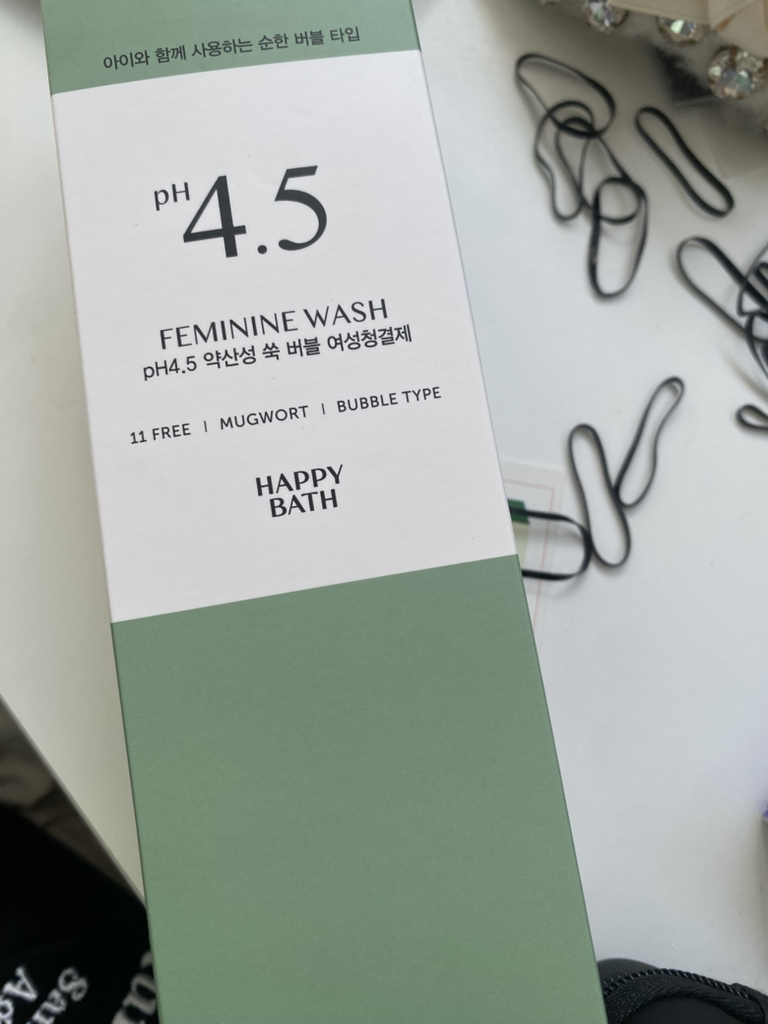 아이와 함께 사용하는 순한 버블 타입
pH4.5
FEMININE WASH
pH4.5 약산성 쑥 버블 여성청결제
11 FREE | MUGWORT | BUBBLE TYPE
HAPPY
BATH